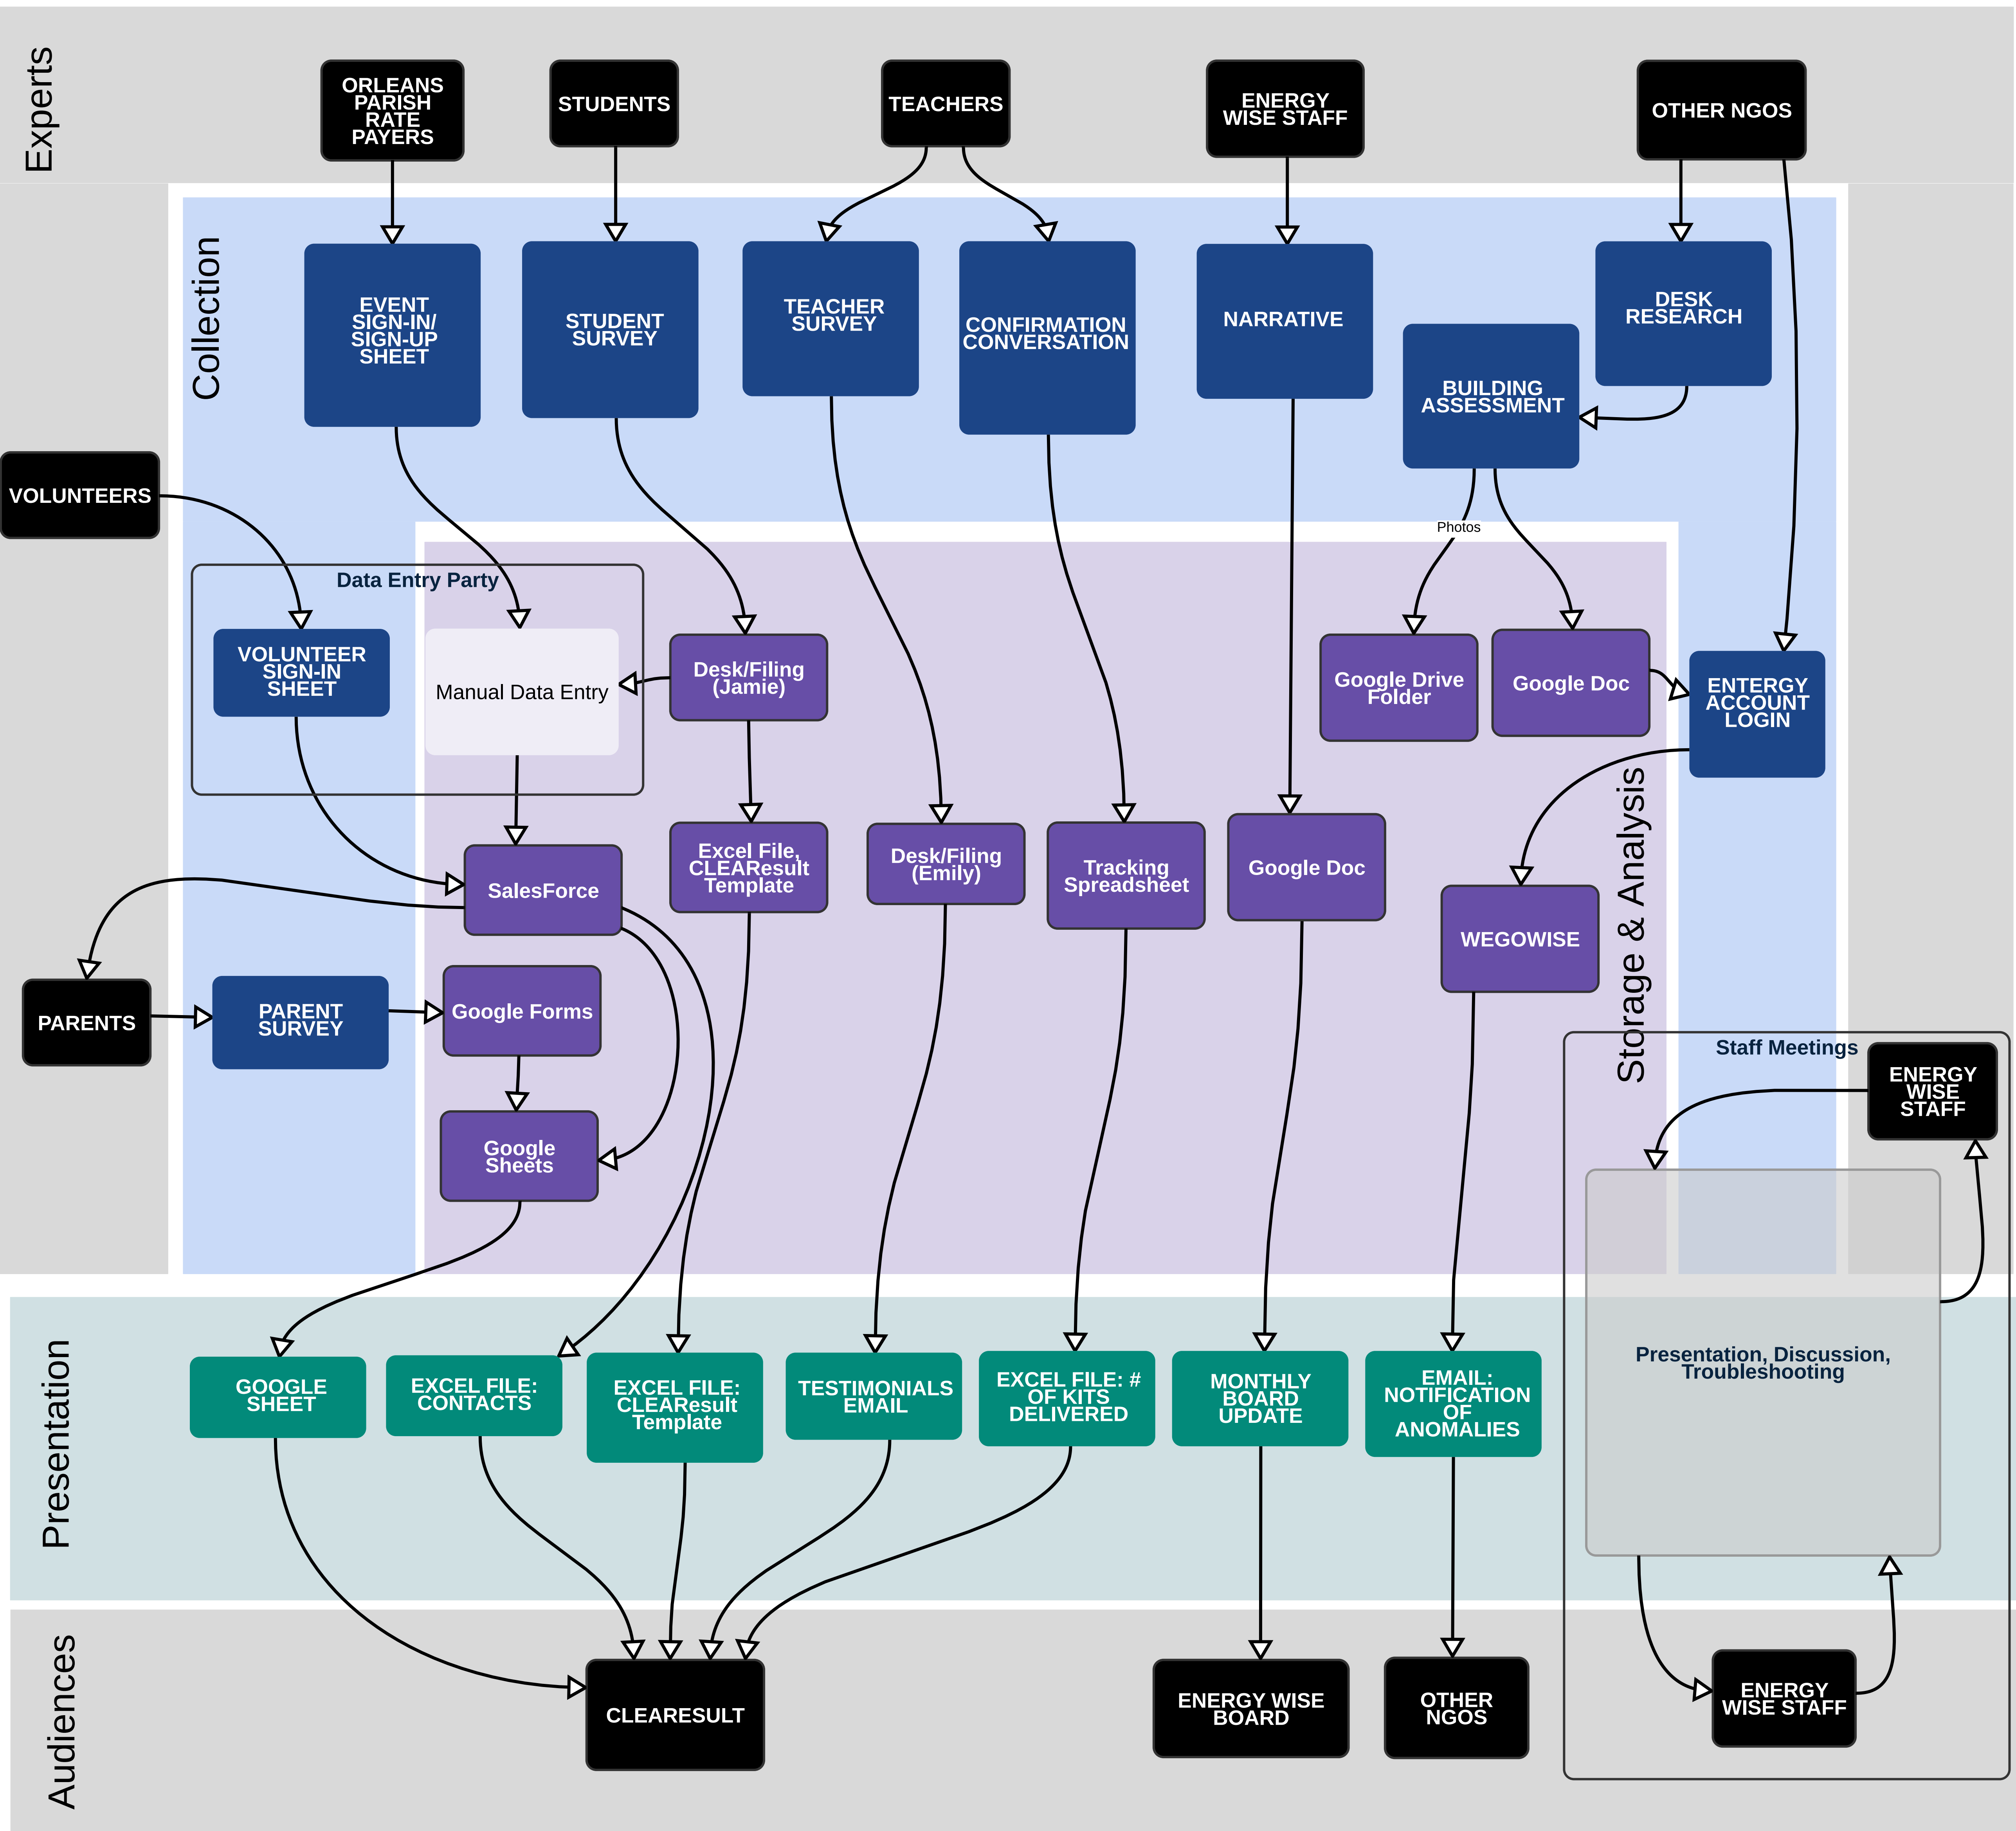 Experts
ORLEANS
PARISH
RATE
PAYERS
STUDENTS
TEACHERS
ENERGY
WISE STAFF
OTHER NGOS
Collection
EVENT
SIGN-IN/
SIGN-UP
SHEET
STUDENT
SURVEY
TEACHER
SURVEY
CONFIRMATION
CONVERSATION
NARRATIVE
DESK
RESEARCH
BUILDING
ASSESSMENT
VOLUNTEERS
Photos
Data Entry Party
VOLUNTEER
SIGN-IN
SHEET
Manual Data Entry
Desk/Filing
(Jamie)
Google Drive
Folder
Google Doc
ENTERGY
ACCOUNT
LOGIN
Storage & Analysis
SalesForce
Excel File,
CLEAResult
Template
Desk/Filing
(Emily)
Tracking
Spreadsheet
Google Doc
WEGOWISE
PARENTS
PARENT
SURVEY
Google Forms
Google
Sheets
Staff Meetings
ENERGY
WISE
STAFF
Presentation
GOOGLE
SHEET
EXCEL FILE:
CONTACTS
EXCEL FILE:
CLEAResult
Template
TESTIMONIALS
EMAIL
EXCEL FILE: #
OF KITS
DELIVERED
MONTHLY
BOARD
UPDATE
EMAIL:
NOTIFICATION
OF
ANOMALIES
Presentation, Discussion,
Troubleshooting
Audiences
CLEARESULT
ENERGY WISE
BOARD
OTHER
NGOS
ENERGY
WISE STAFF